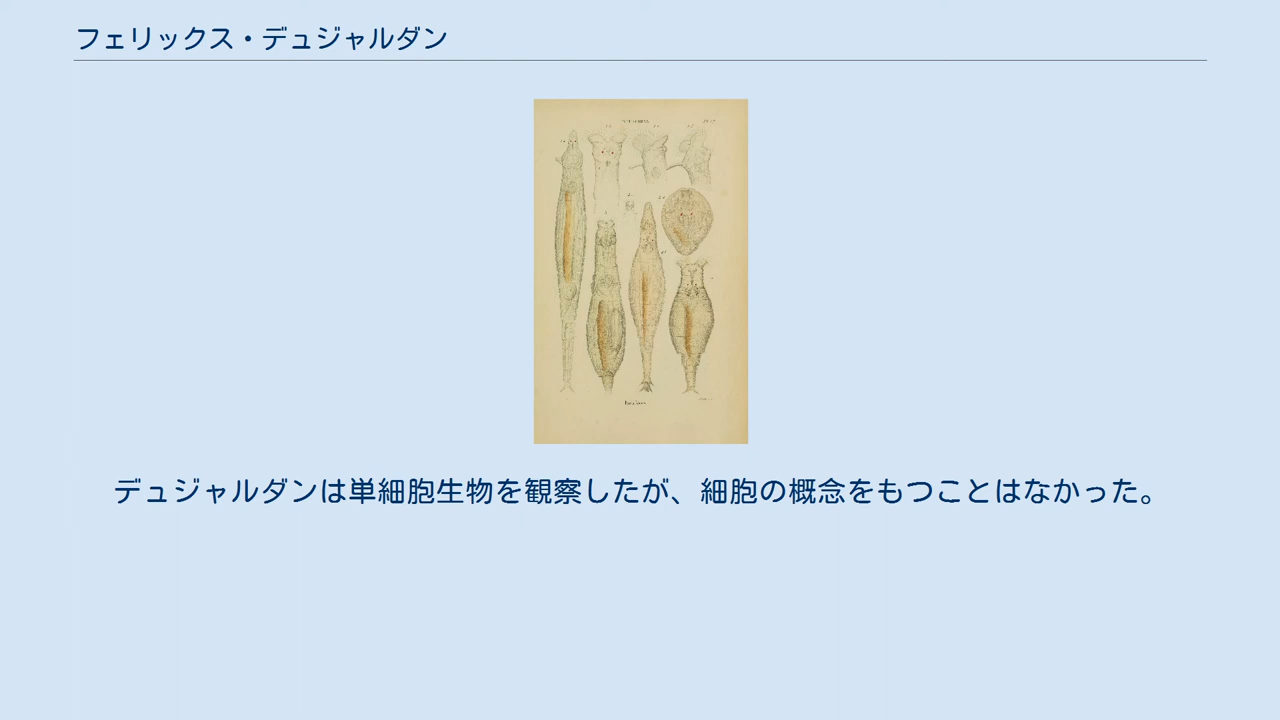 フェリックス・デュジャルダン
デュジャルダンは単細胞生物を観察したが、細胞の概念をもつことはなかった。